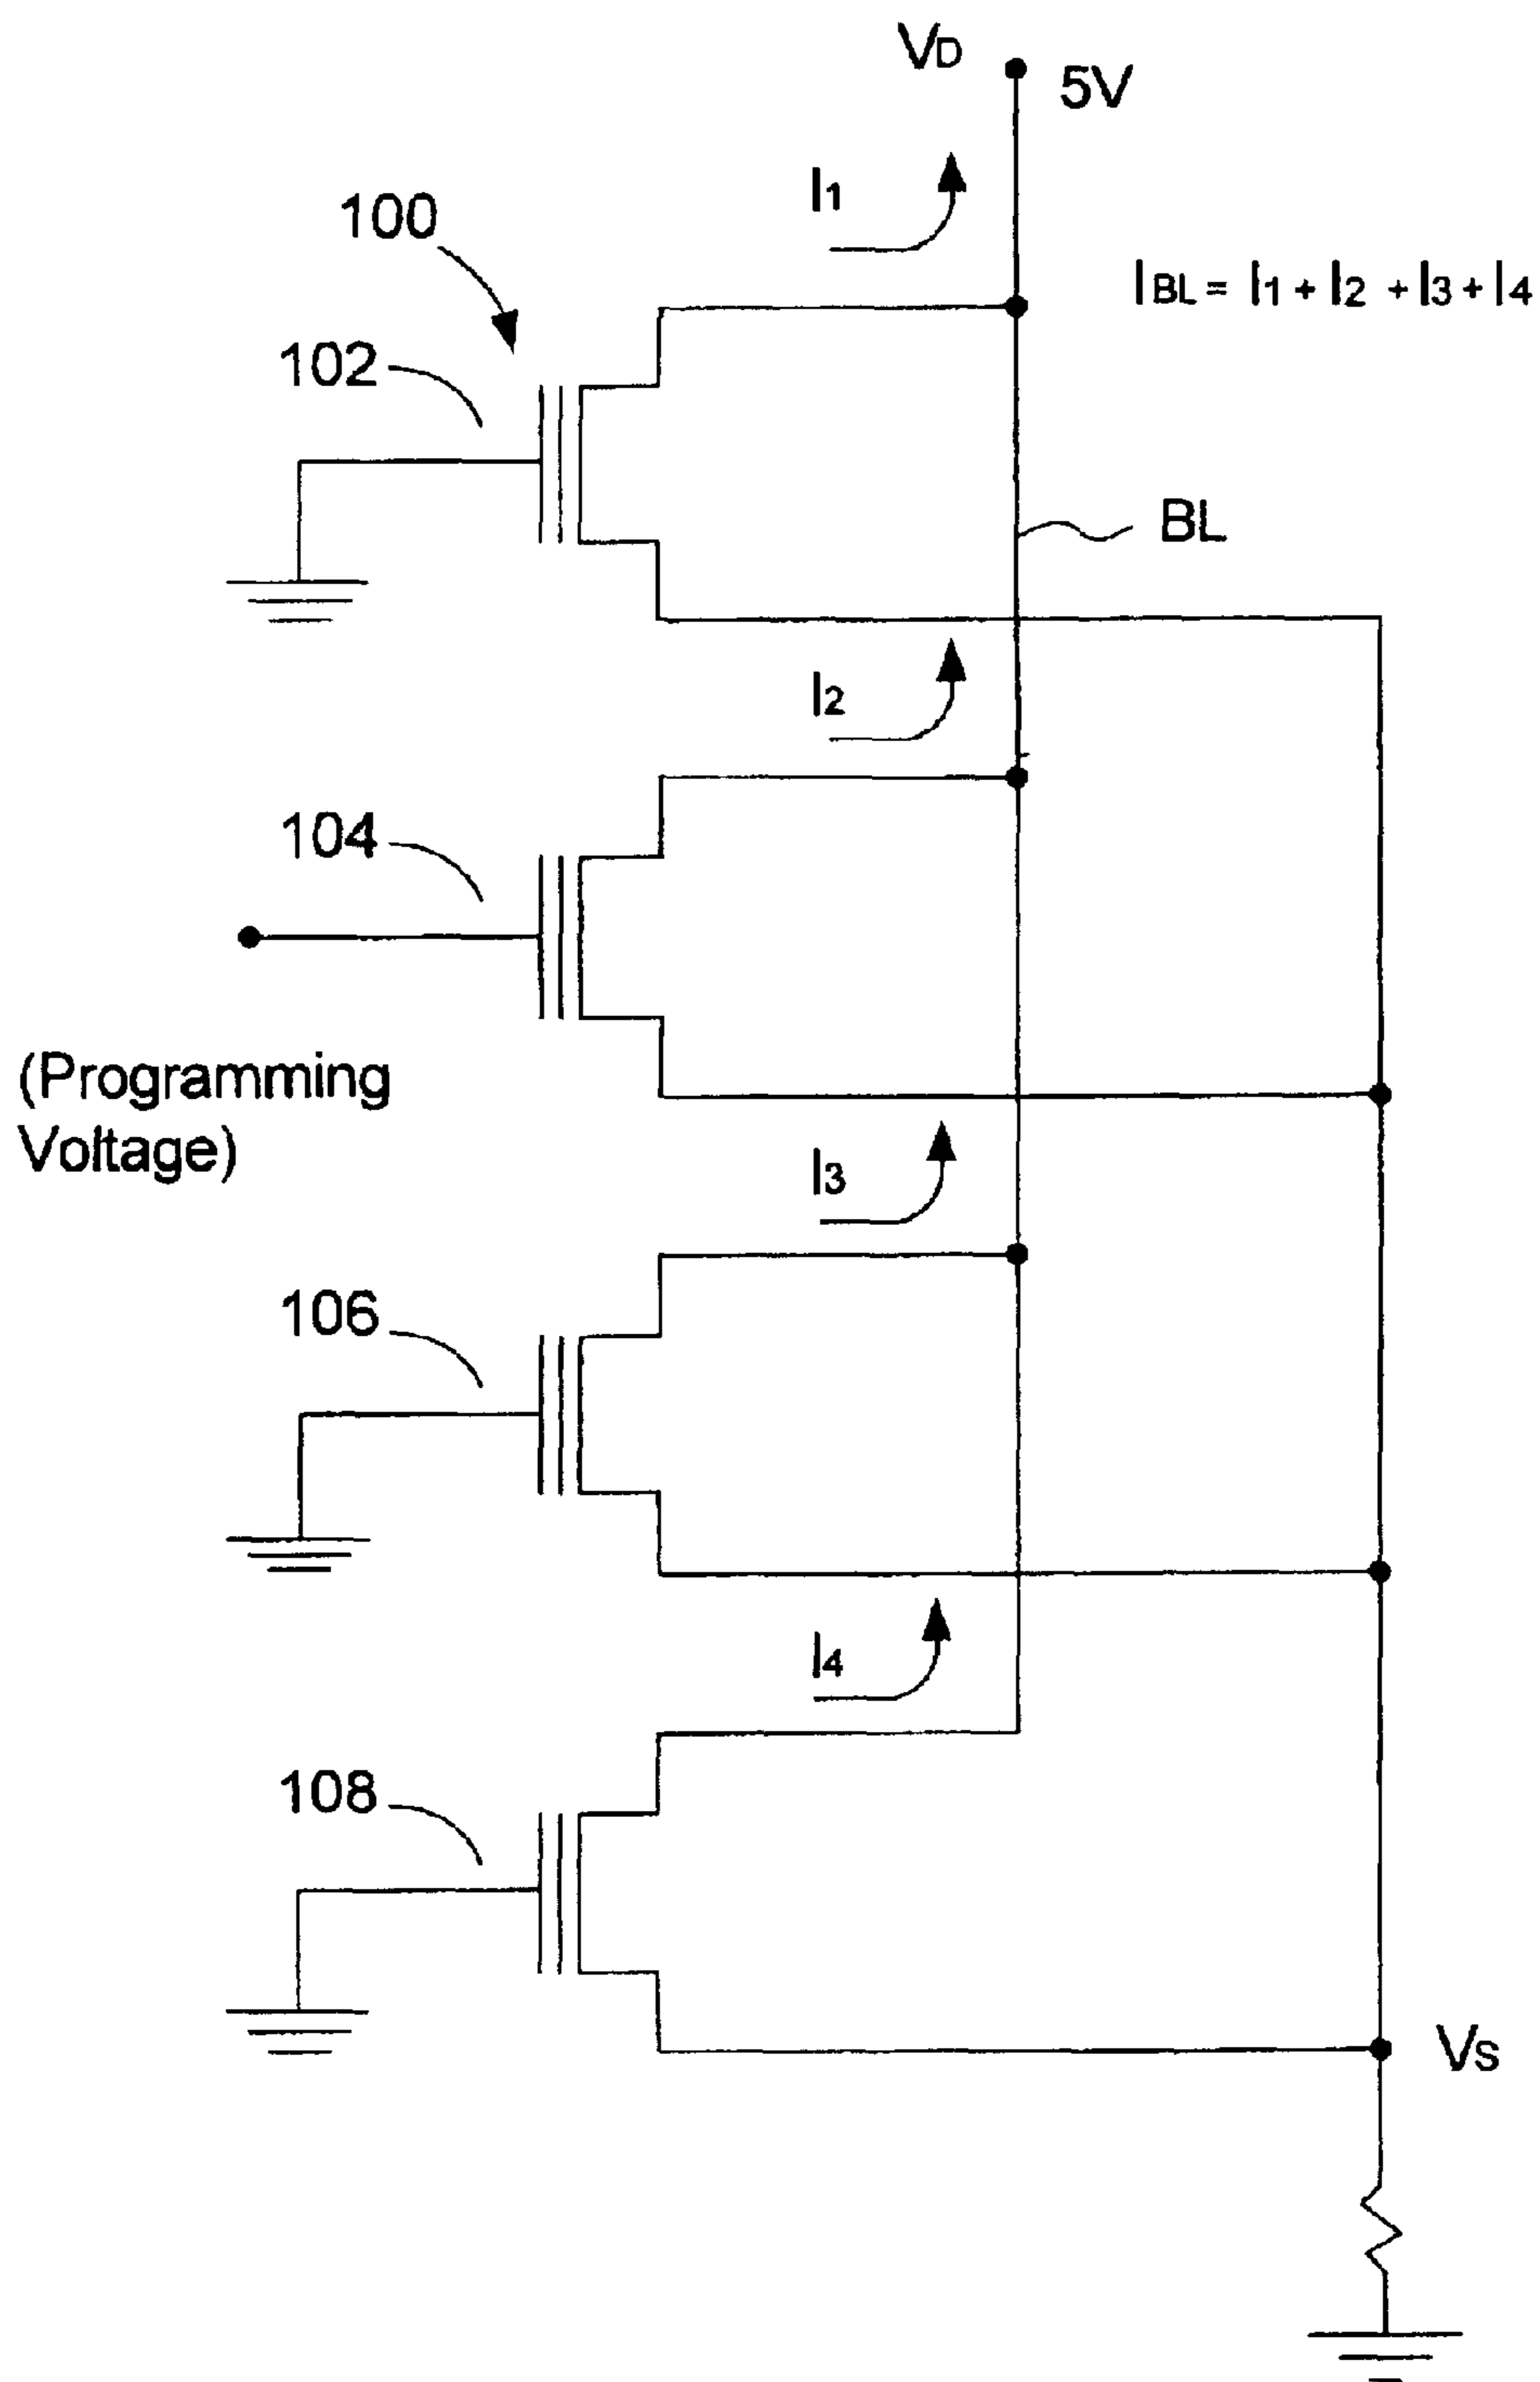 VD
5V
I1
100
IBL = I1 + I2 + I3 + I4
102
BL
I2
104
(Programming
Voltage)
I3
106
I4
108
VS